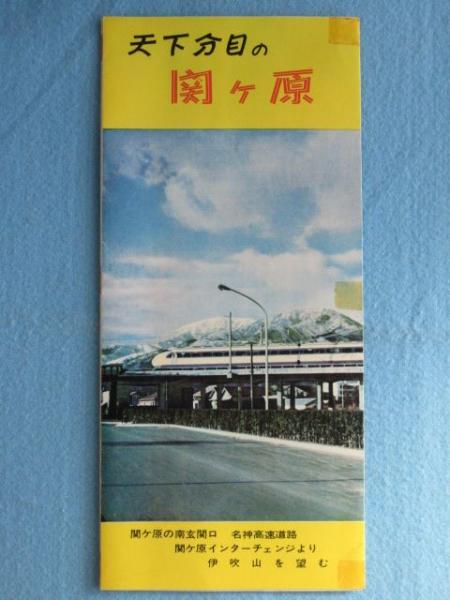 天下分目の
関ヶ原
関ケ原の南玄関口 名神高速道路
関ケ原インターチェンジより
伊吹山を望む